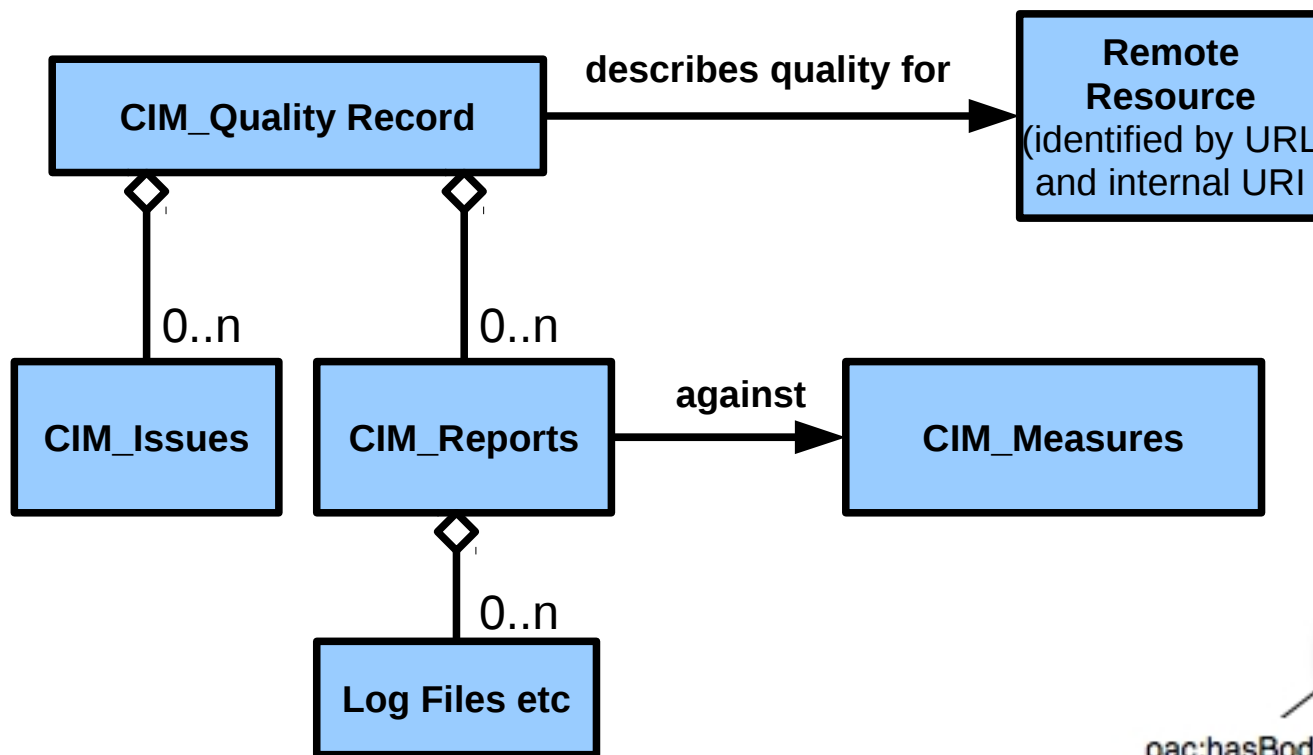 CIM_Quality Record
describes quality for
Remote
Resource
(identified by URL
and internal URI
0..n
0..n
CIM_Issues
CIM_Reports
against
CIM_Measures
0..n
Log Files etc